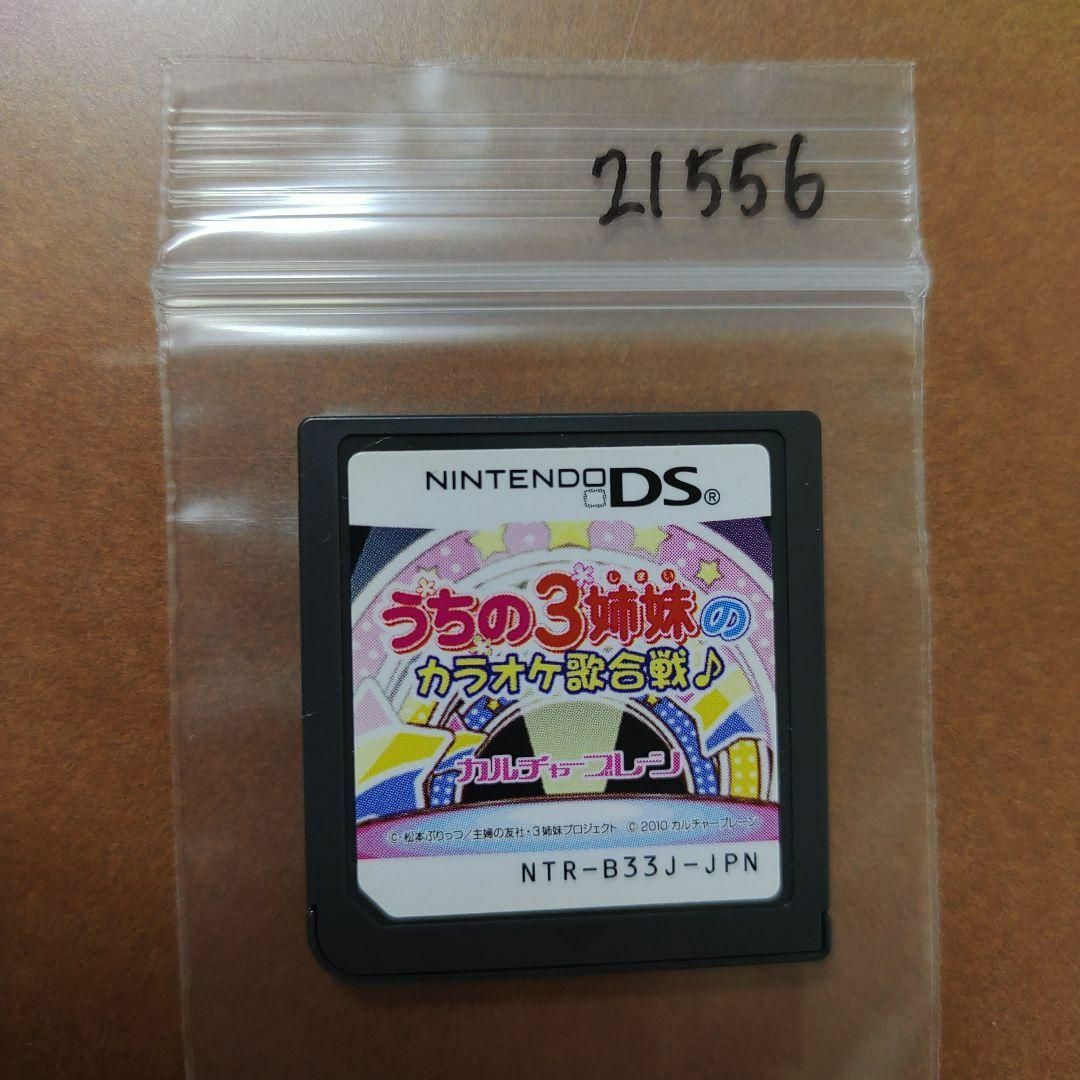 21556
NINTENDO DS®
しまい
うちの3姉妹の
カラオケ歌合戦♪
カルチャーブレーン
© 松本ぷりっつ／主婦の友社・3姉妹プロジェクト © 2010 カルチャーブレーン
NTR-B33J-JPN